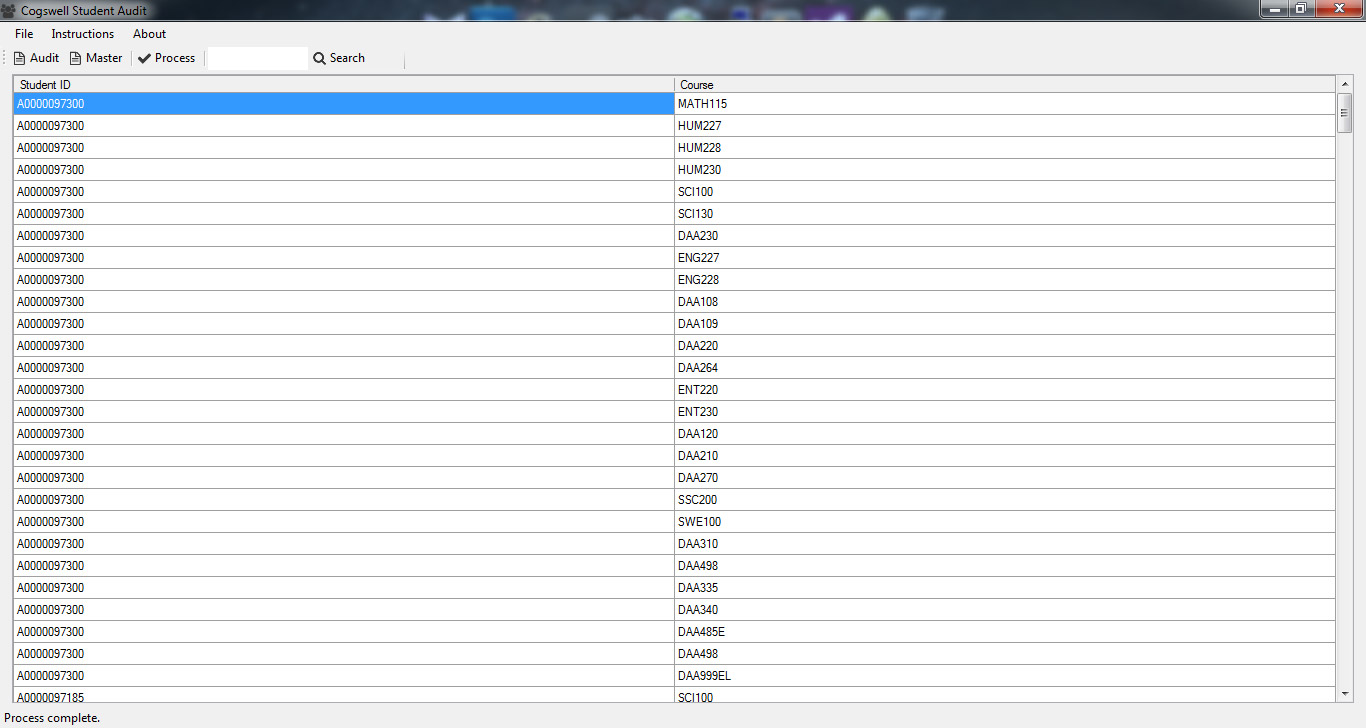 Cogswell Student Audit
File Instructions About
Audit Master Process Search
Student ID Course
A0000097300 MATH115
A0000097300 HUM227
A0000097300 HUM228
A0000097300 HUM230
A0000097300 SCI100
A0000097300 SCI130
A0000097300 DAA230
A0000097300 ENG227
A0000097300 ENG228
A0000097300 DAA108
A0000097300 DAA109
A0000097300 DAA220
A0000097300 DAA264
A0000097300 ENT220
A0000097300 ENT230
A0000097300 DAA120
A0000097300 DAA210
A0000097300 DAA270
A0000097300 SSC200
A0000097300 SWE100
A0000097300 DAA310
A0000097300 DAA498
A0000097300 DAA335
A0000097300 DAA340
A0000097300 DAA485E
A0000097300 DAA498
A0000097300 DAA999EL
A0000097185 SCI100
Process complete.